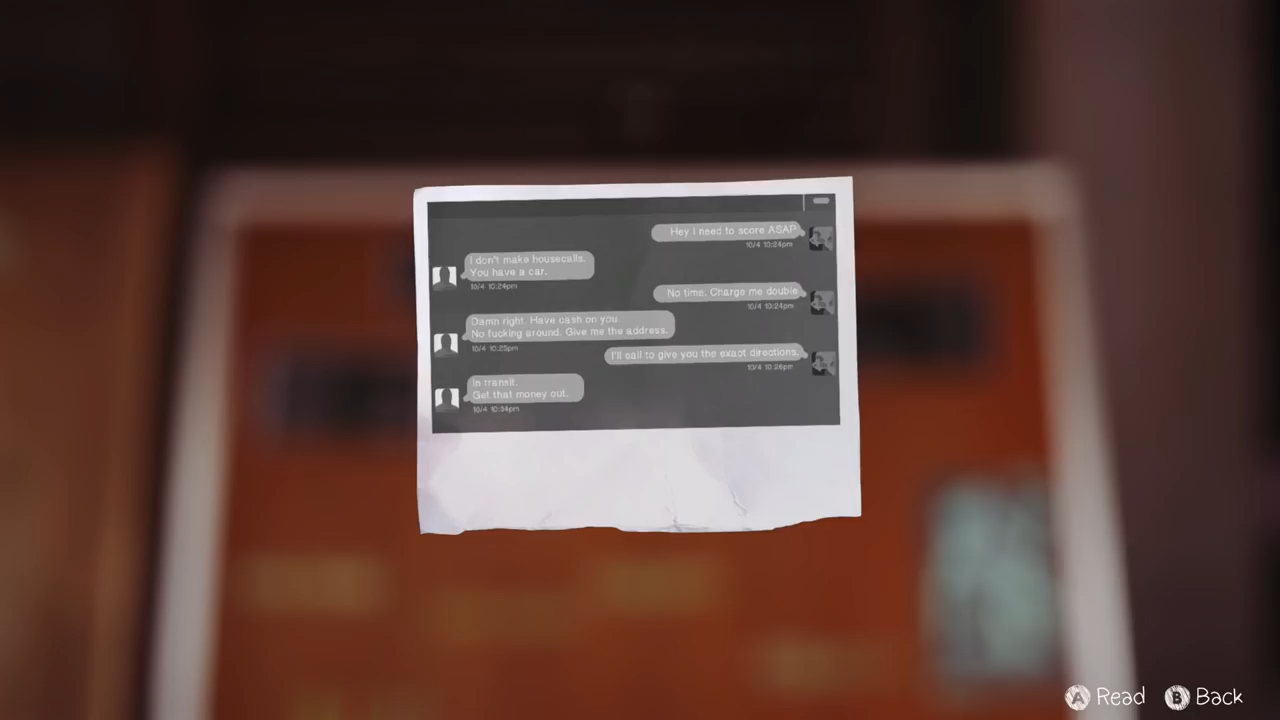 Hey I need to score ASAP
10/4 10:24pm
I don't make housecalls.
You have a car.
10/4 10:24pm
No time. Charge me double
10/4 10:24pm
Damn right. Have cash on you.
No fucking around. Give me the address.
10/4 10:25pm
I'll call to give you the exact directions.
10/4 10:26pm
In transit.
Get that money out.
10/4 10:34pm
A Read B Back